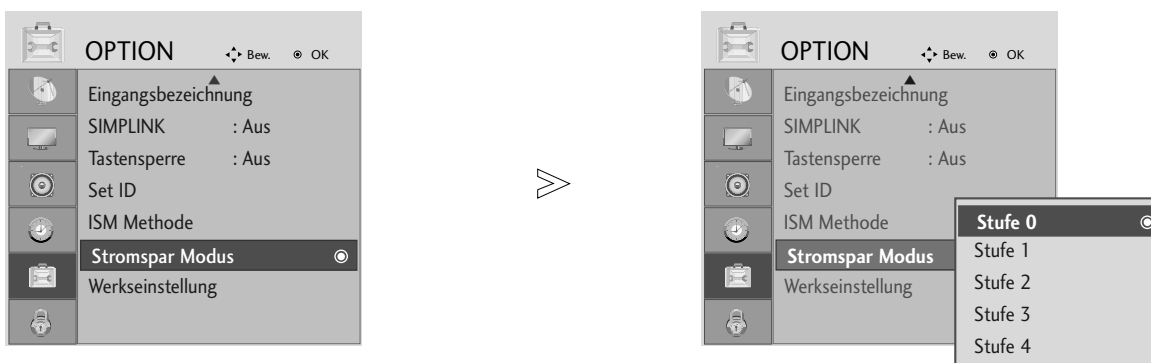 OPTION Bew. OK
Eingangsbezeichnung
SIMPLINK : Aus
Tastensperre : Aus
Set ID
ISM Methode
Stromspar Modus
Werkseinstellung
OPTION Bew. OK
Eingangsbezeichnung
SIMPLINK : Aus
Tastensperre : Aus
Set ID
ISM Methode
Stromspar Modus
Werkseinstellung
Stufe 0
Stufe 1
Stufe 2
Stufe 3
Stufe 4